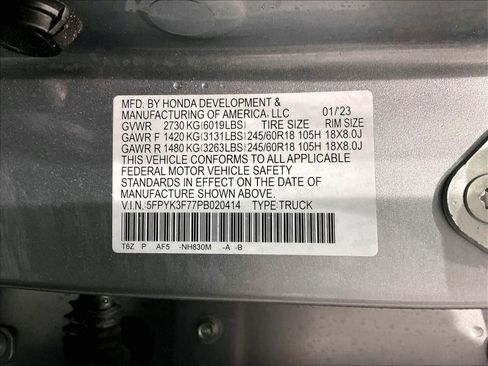 MFD. BY HONDA DEVELOPMENT &
MANUFACTURING OF AMERICA, LLC 01/23
GVWR 2730 KG(6019LBS) TIRE SIZE RIM SIZE
GAWR F 1420 KG(3131LBS) 245/60R18 105H 18X8.0J
GAWR R 1480 KG(3263LBS) 245/60R18 105H 18X8.0J
THIS VEHICLE CONFORMS TO ALL APPLICABLE
FEDERAL MOTOR VEHICLE SAFETY
STANDARDS IN EFFECT ON THE DATE OF
MANUFACTURE SHOWN ABOVE.
V.I.N. 5FPYK3F77PB020414 TYPE:TRUCK
T6Z P AF5 -NH830M -A -B